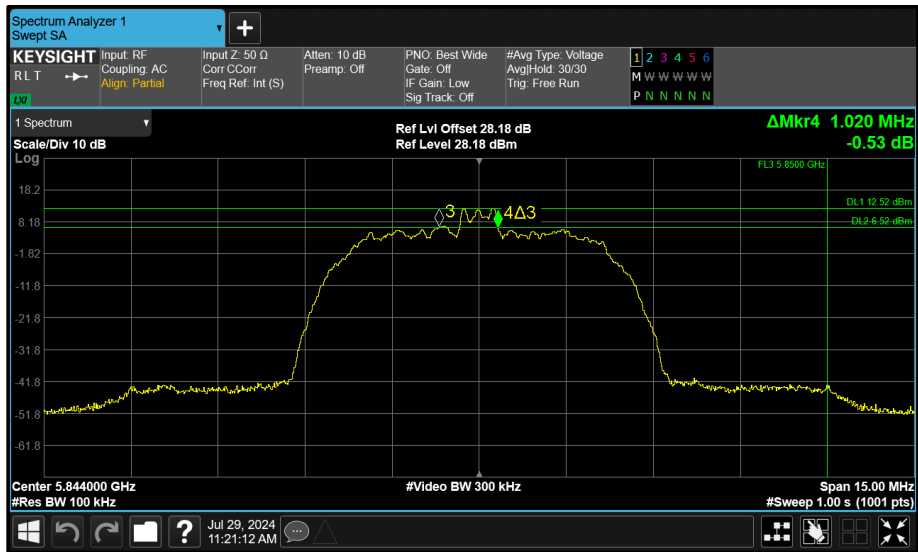 Spectrum Analyzer 1
Swept SA
KEYSIGHT
RLT
LXI
Input: RF
Coupling: AC
Align: Partial
Input Z: 50 Ω
Corr CCorr
Freq Ref: Int (S)
Atten: 10 dB
Preamp: Off
PNO: Best Wide
Gate: Off
IF Gain: Low
Sig Track: Off
#Avg Type: Voltage
Avg|Hold: 30/30
Trig: Free Run
1 2 3 4 5 6
M W W W W W
P N N N N N
1 Spectrum
Scale/Div 10 dB
Ref Lvl Offset 28.18 dB
Ref Level 28.18 dBm
ΔMkr4 1.020 MHz
-0.53 dB
Log
FL3 5.8500 GHz
18.2
DL1 12.52 dBm
3
4Δ3
8.18
DL2 6.52 dBm
-1.82
-11.8
-21.8
-31.8
-41.8
-51.8
-61.8
Center 5.844000 GHz
#Video BW 300 kHz
Span 15.00 MHz
#Res BW 100 kHz
#Sweep 1.00 s (1001 pts)
?
Jul 29, 2024
11:21:12 AM